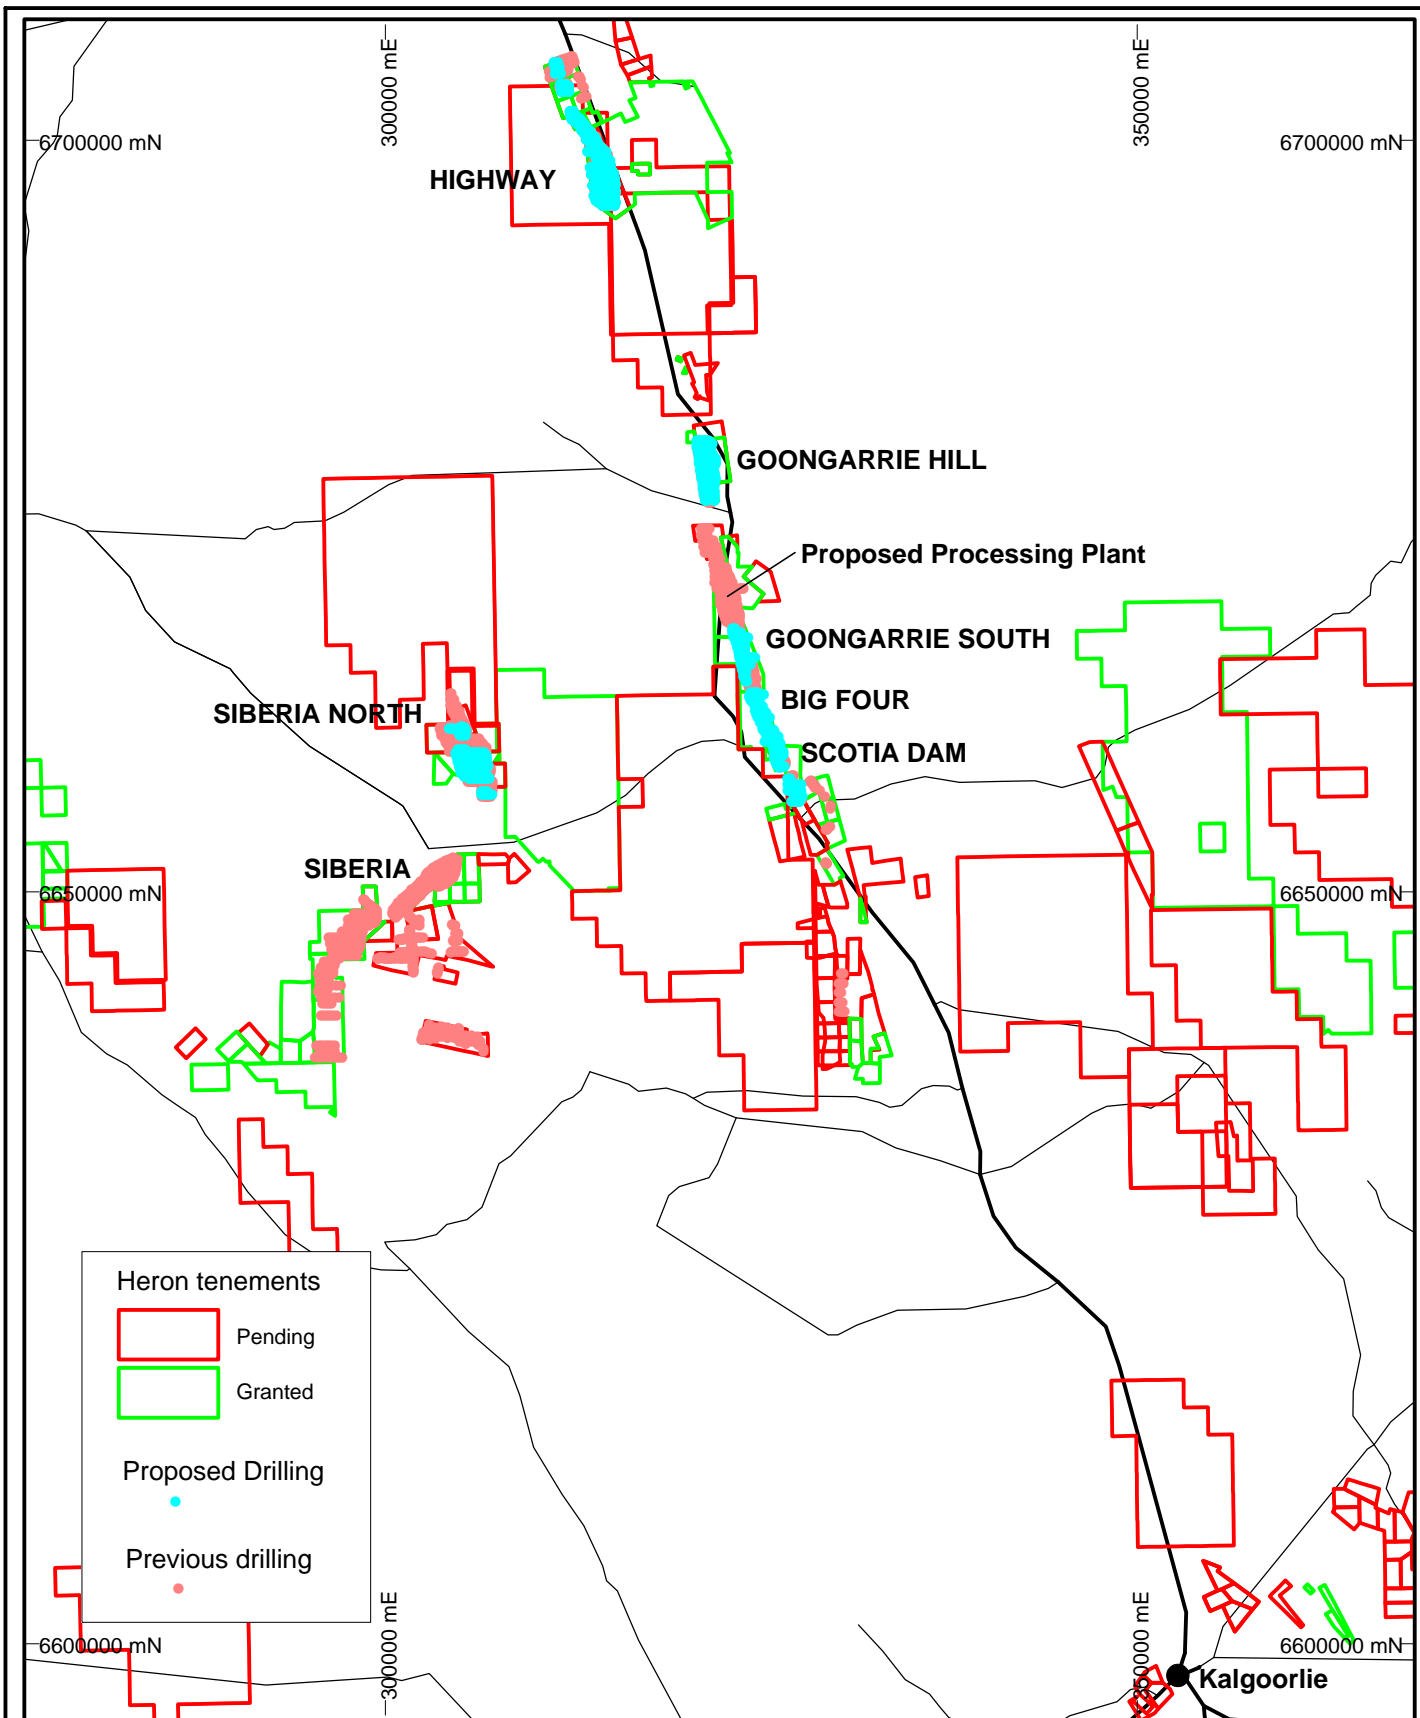 300000 mE
350000 mE
6700000 mN
6700000 mN
HIGHWAY
GOONGARRIE HILL
Proposed Processing Plant
GOONGARRIE SOUTH
BIG FOUR
SIBERIA NORTH
SCOTIA DAM
SIBERIA
6650000 mN
6650000 mN
Heron tenements
Pending
Granted
Proposed Drilling
Previous drilling
6600000 mN
300000 mE
350000 mE
6600000 mN
Kalgoorlie